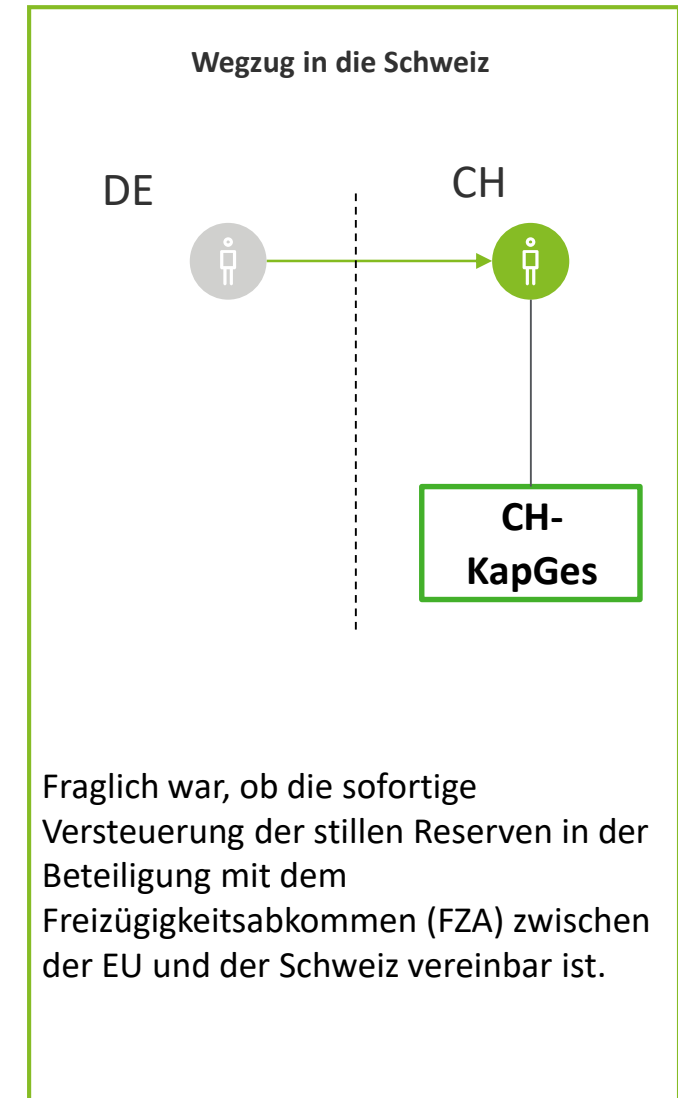 Wegzug in die Schweiz
DE
CH
CH-
KapGes
Fraglich war, ob die sofortige
Versteuerung der stillen Reserven in der
Beteiligung mit dem
Freizügigkeitsabkommen (FZA) zwischen
der EU und der Schweiz vereinbar ist.